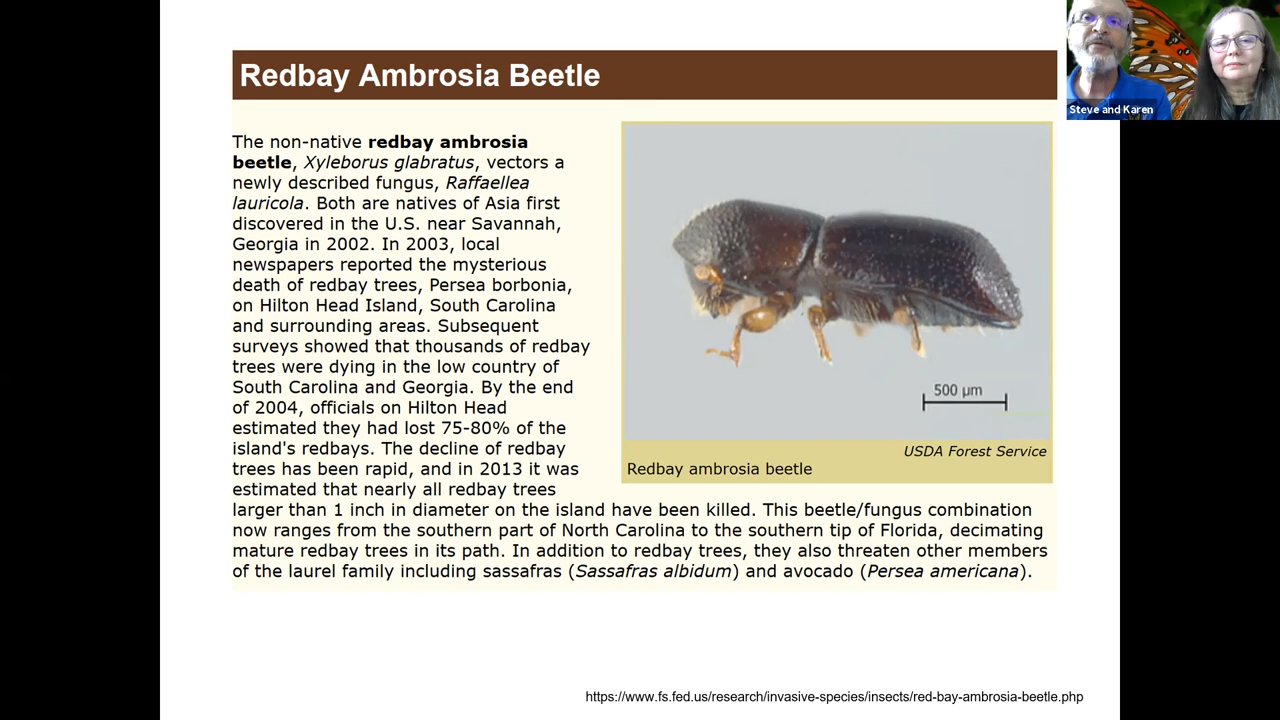 Redbay Ambrosia Beetle
Steve and Karen
The non-native redbay ambrosia
beetle, Xyleborus glabratus, vectors a
newly described fungus, Raffaellea
lauricola. Both are natives of Asia first
discovered in the U.S. near Savannah,
Georgia in 2002. In 2003, local
newspapers reported the mysterious
death of redbay trees, Persea borbonia,
on Hilton Head Island, South Carolina
and surrounding areas. Subsequent
surveys showed that thousands of redbay
trees were dying in the low country of
South Carolina and Georgia. By the end
of 2004, officials on Hilton Head
estimated they had lost 75-80% of the
island's redbays. The decline of redbay
trees has been rapid, and in 2013 it was
estimated that nearly all redbay trees
larger than 1 inch in diameter on the island have been killed. This beetle/fungus combination
now ranges from the southern part of North Carolina to the southern tip of Florida, decimating
mature redbay trees in its path. In addition to redbay trees, they also threaten other members
of the laurel family including sassafras (Sassafras albidum) and avocado (Persea americana).
500 µm
USDA Forest Service
Redbay ambrosia beetle
https://www.fs.fed.us/research/invasive-species/insects/red-bay-ambrosia-beetle.php